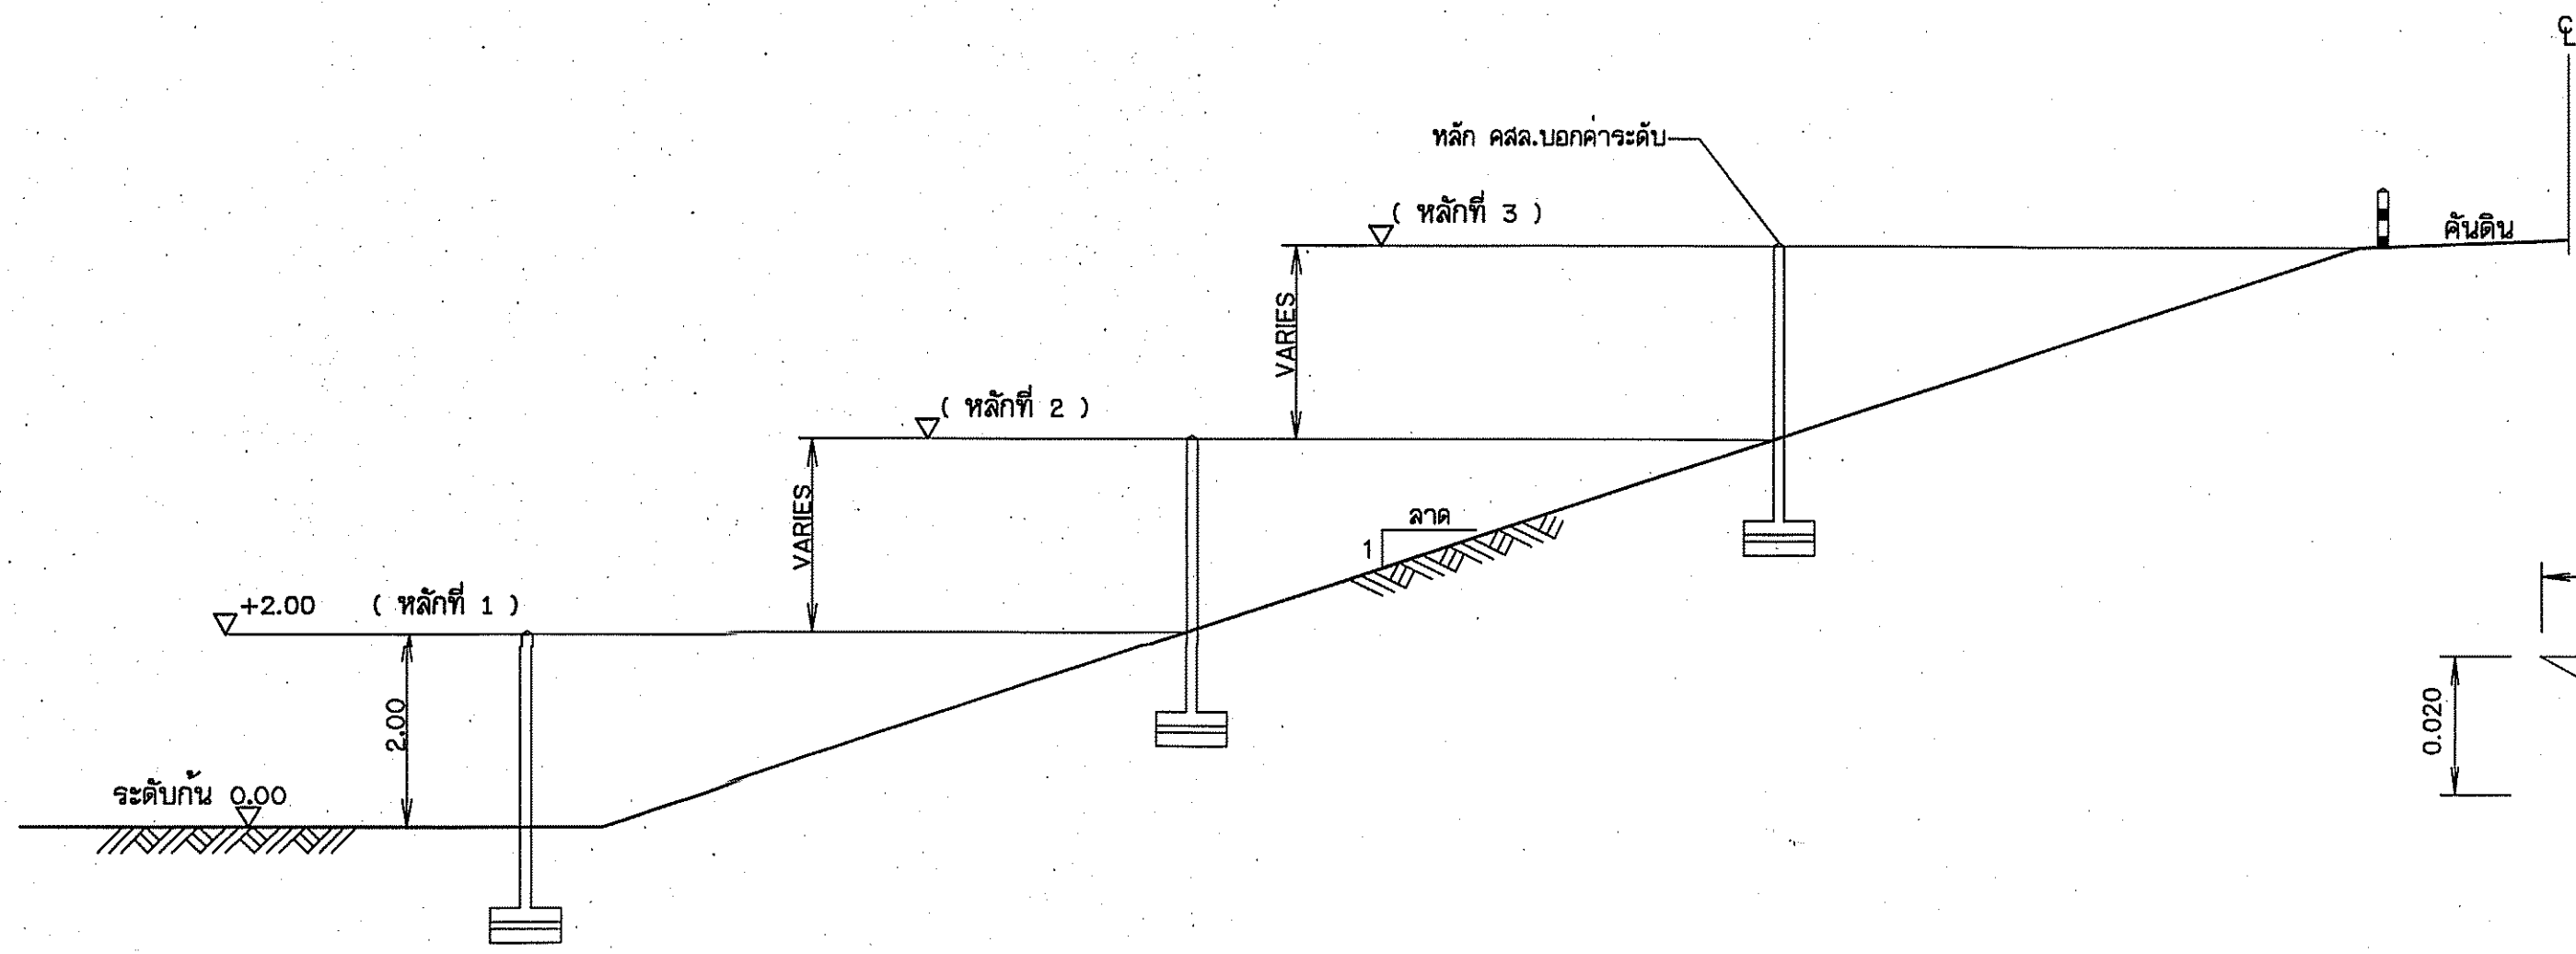 ℄
หลัก คสล.บอกค่าระดับ
( หลักที่ 3 )
คันดิน
VARIES
( หลักที่ 2 )
VARIES
ลาด
1
+2.00 ( หลักที่ 1 )
2.00
0.020
ระดับก้น 0.00